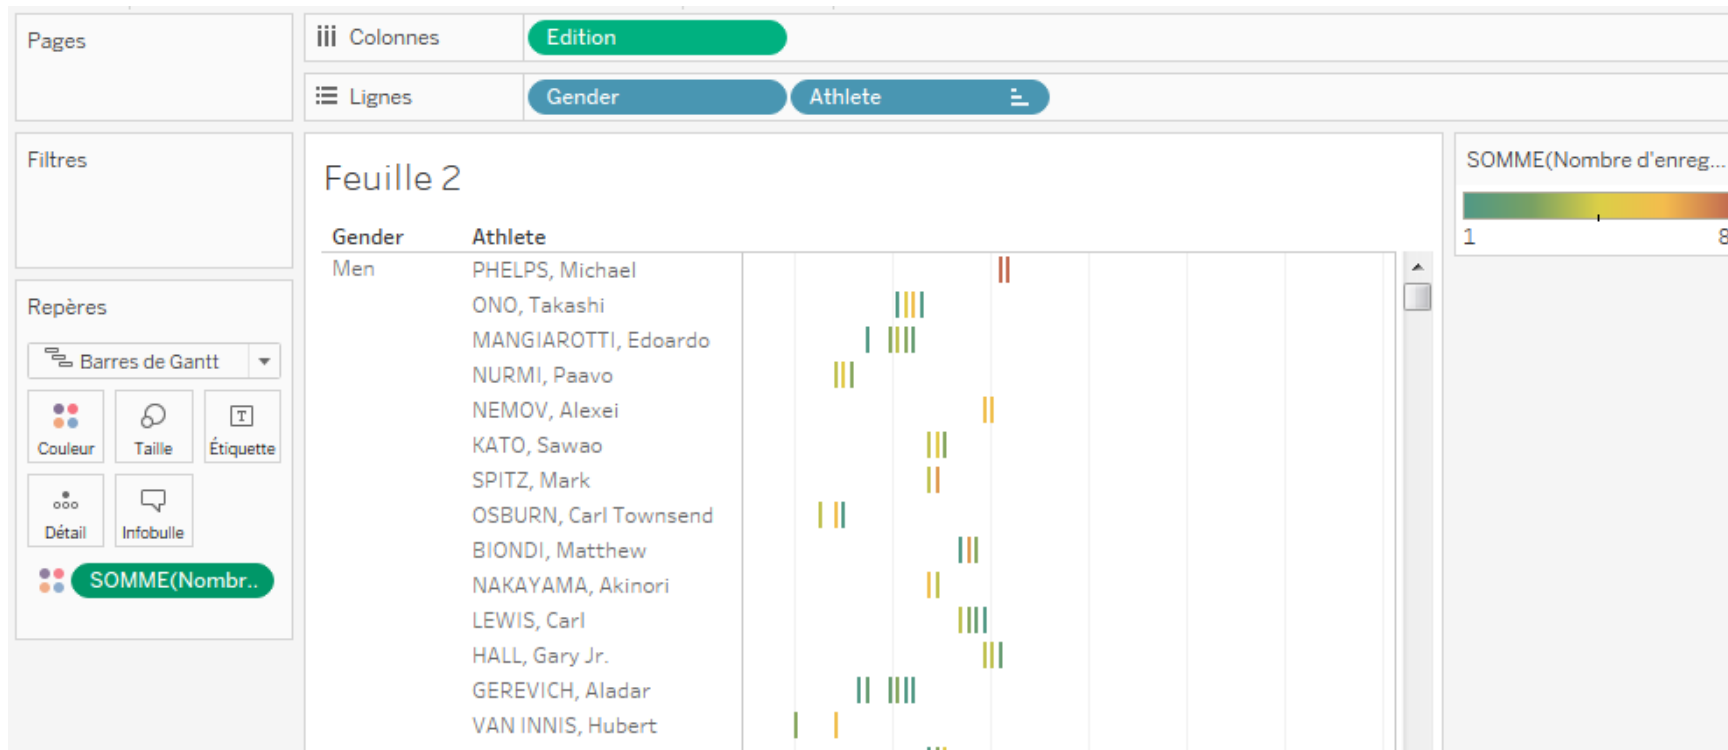 Pages
Colonnes
Edition
Lignes
Gender
Athlete
Filtres
Repères
Barres de Gantt
Couleur
Taille
T
Étiquette
Détail
Infobulle
SOMME(Nombr..
Feuille 2
Gender
Athlete
Men
PHELPS, Michael
ONO, Takashi
MANGIAROTTI, Edoardo
NURMI, Paavo
NEMOV, Alexei
KATO, Sawao
SPITZ, Mark
OSBURN, Carl Townsend
BIONDI, Matthew
NAKAYAMA, Akinori
LEWIS, Carl
HALL, Gary Jr.
GEREVICH, Aladar
VAN INNIS, Hubert
SOMME(Nombre d'enreg...
1
8